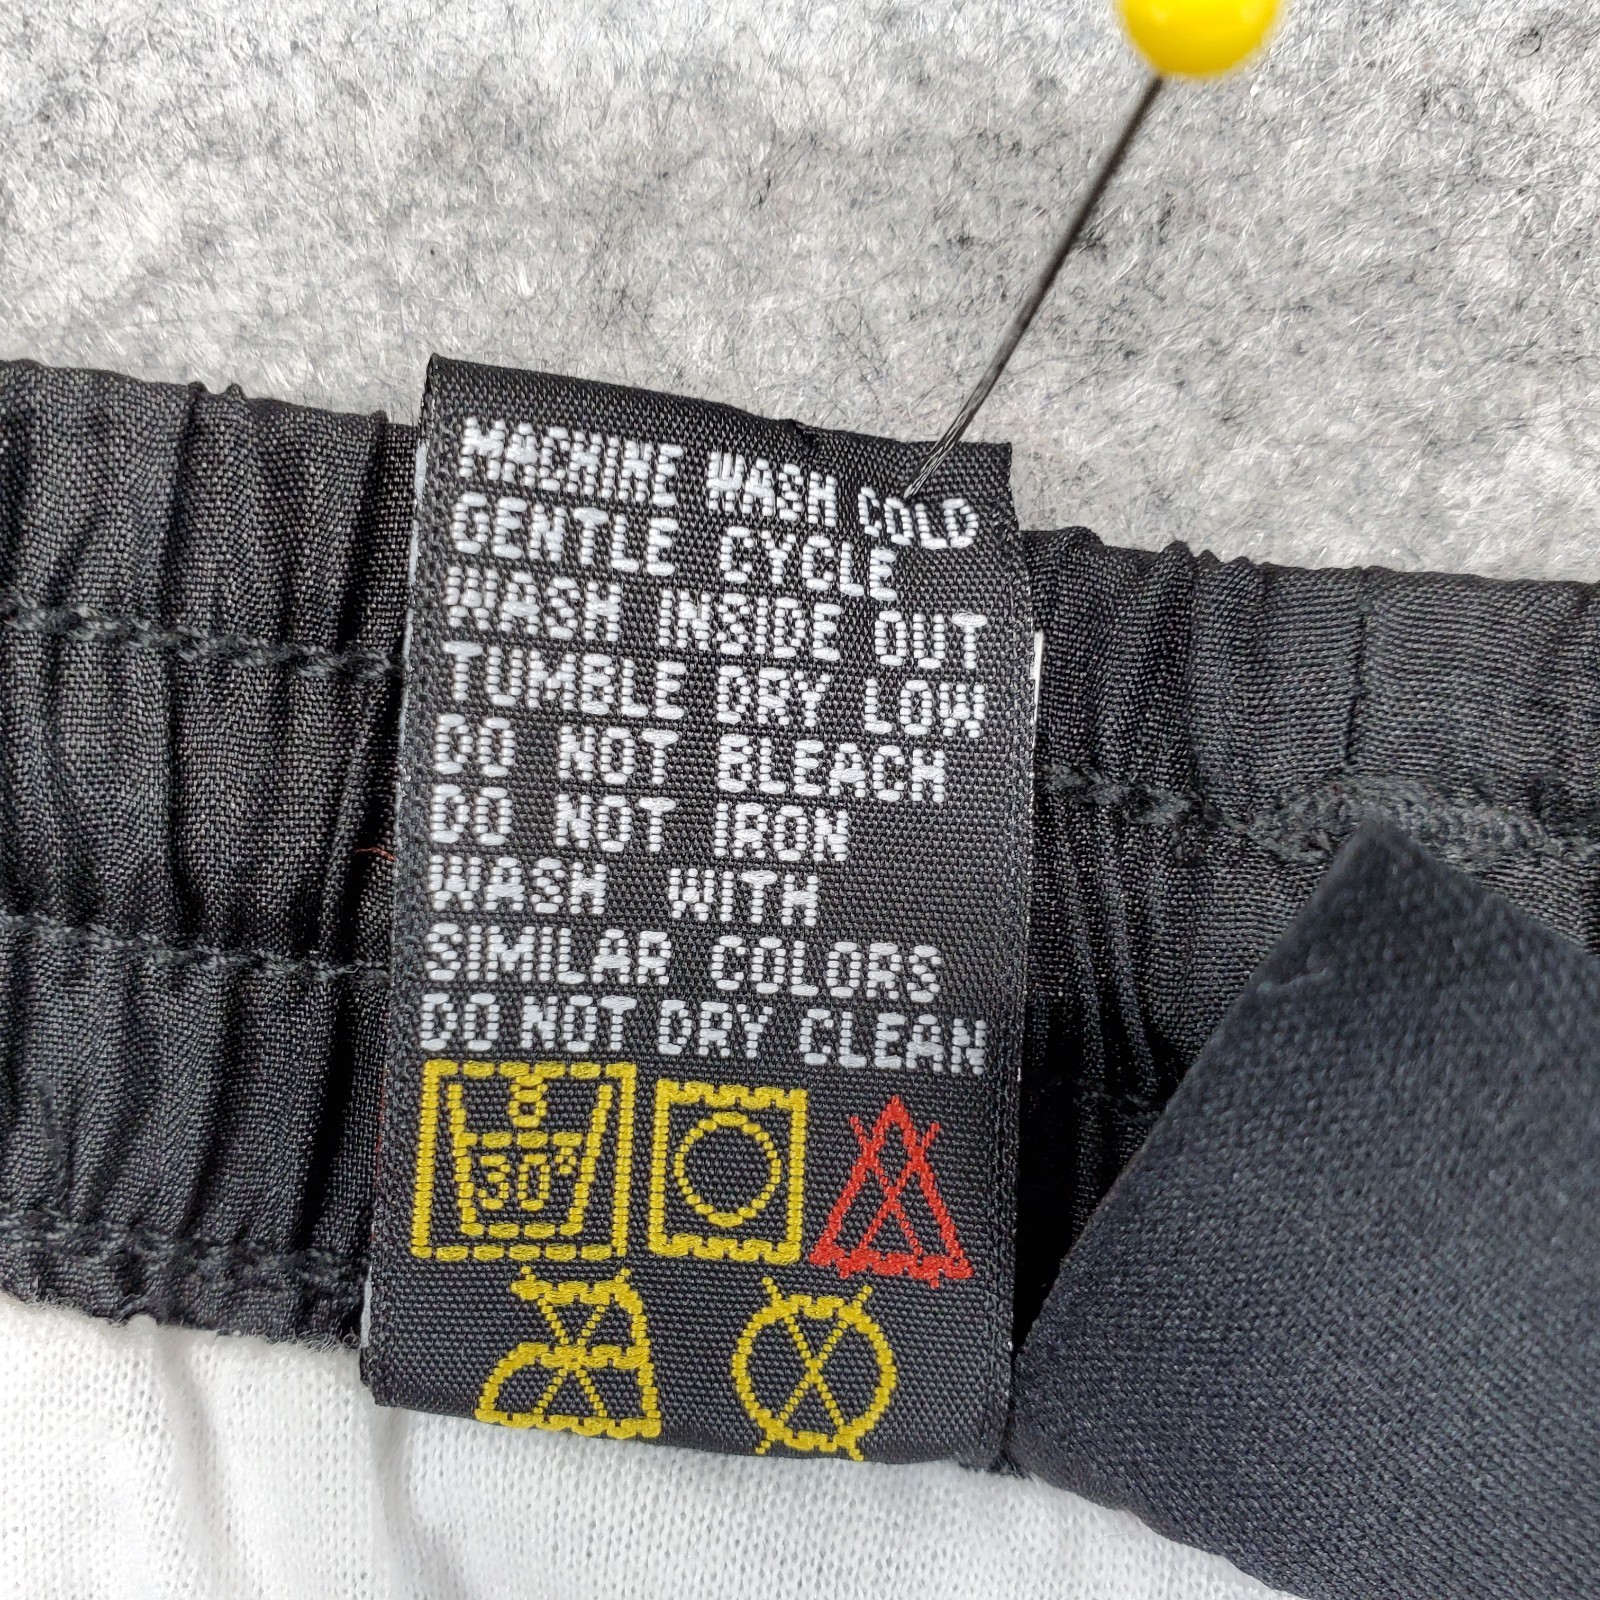 MACHINE WASH COLD
GENTLE CYCLE
WASH INSIDE OUT
TUMBLE DRY LOW
DO NOT BLEACH
DO NOT IRON
WASH WITH
SIMILAR COLORS
DO NOT DRY CLEAN
8
30°